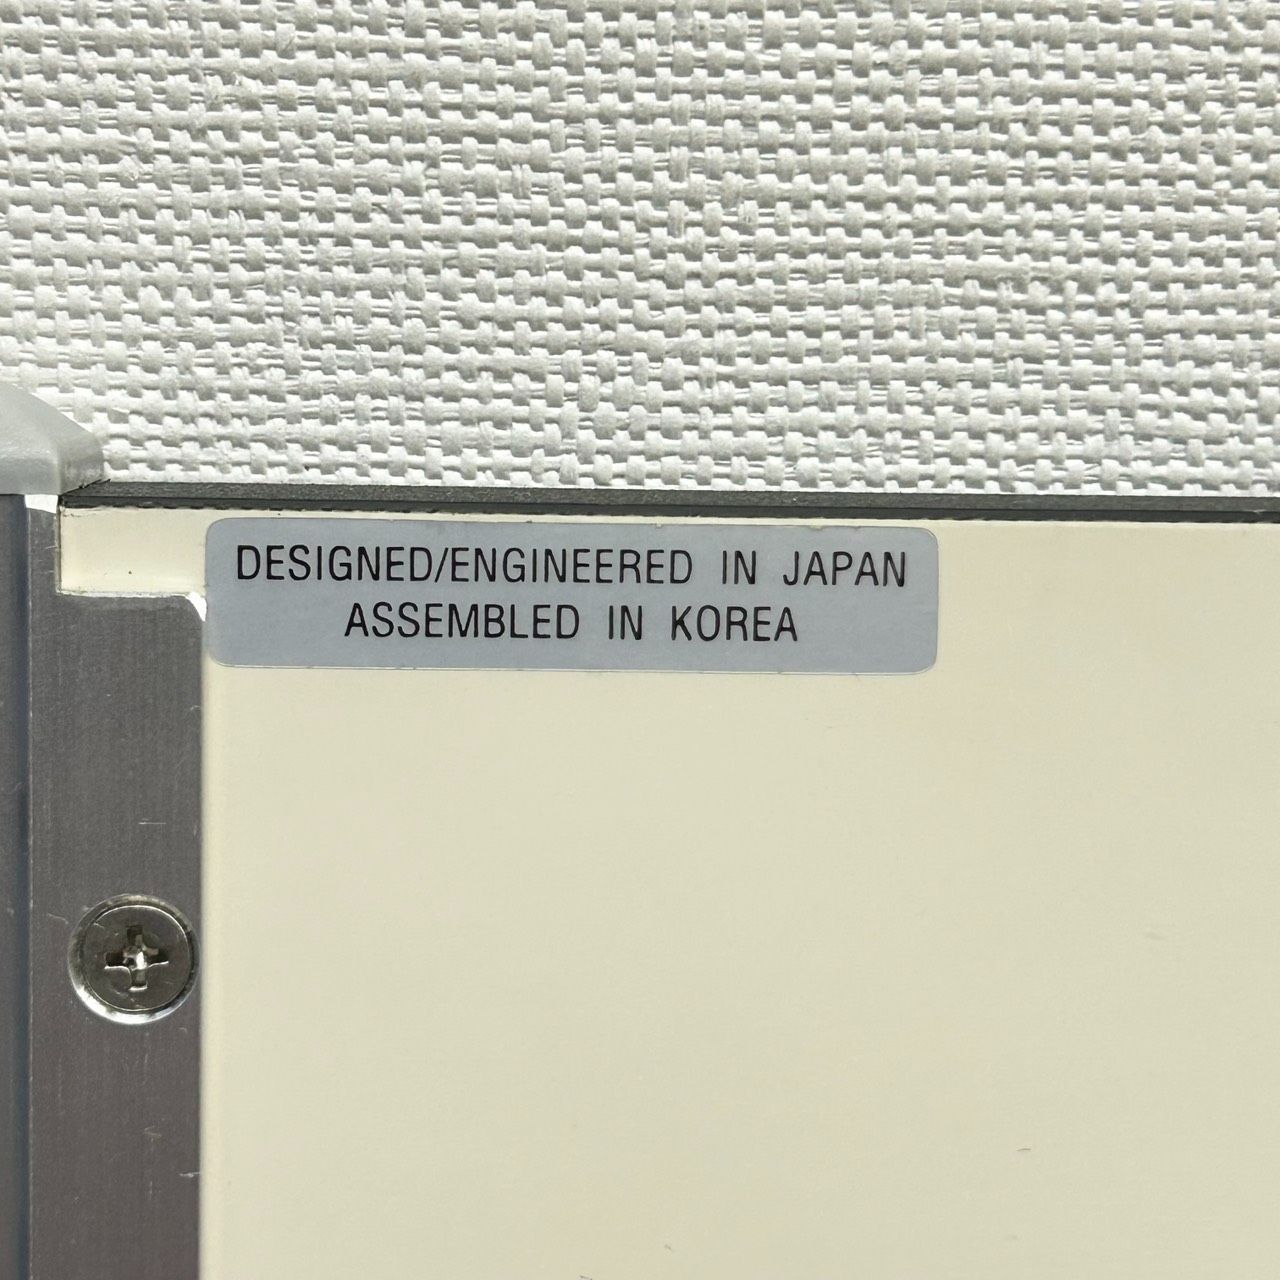 DESIGNED/ENGINEERED IN JAPAN
ASSEMBLED IN KOREA